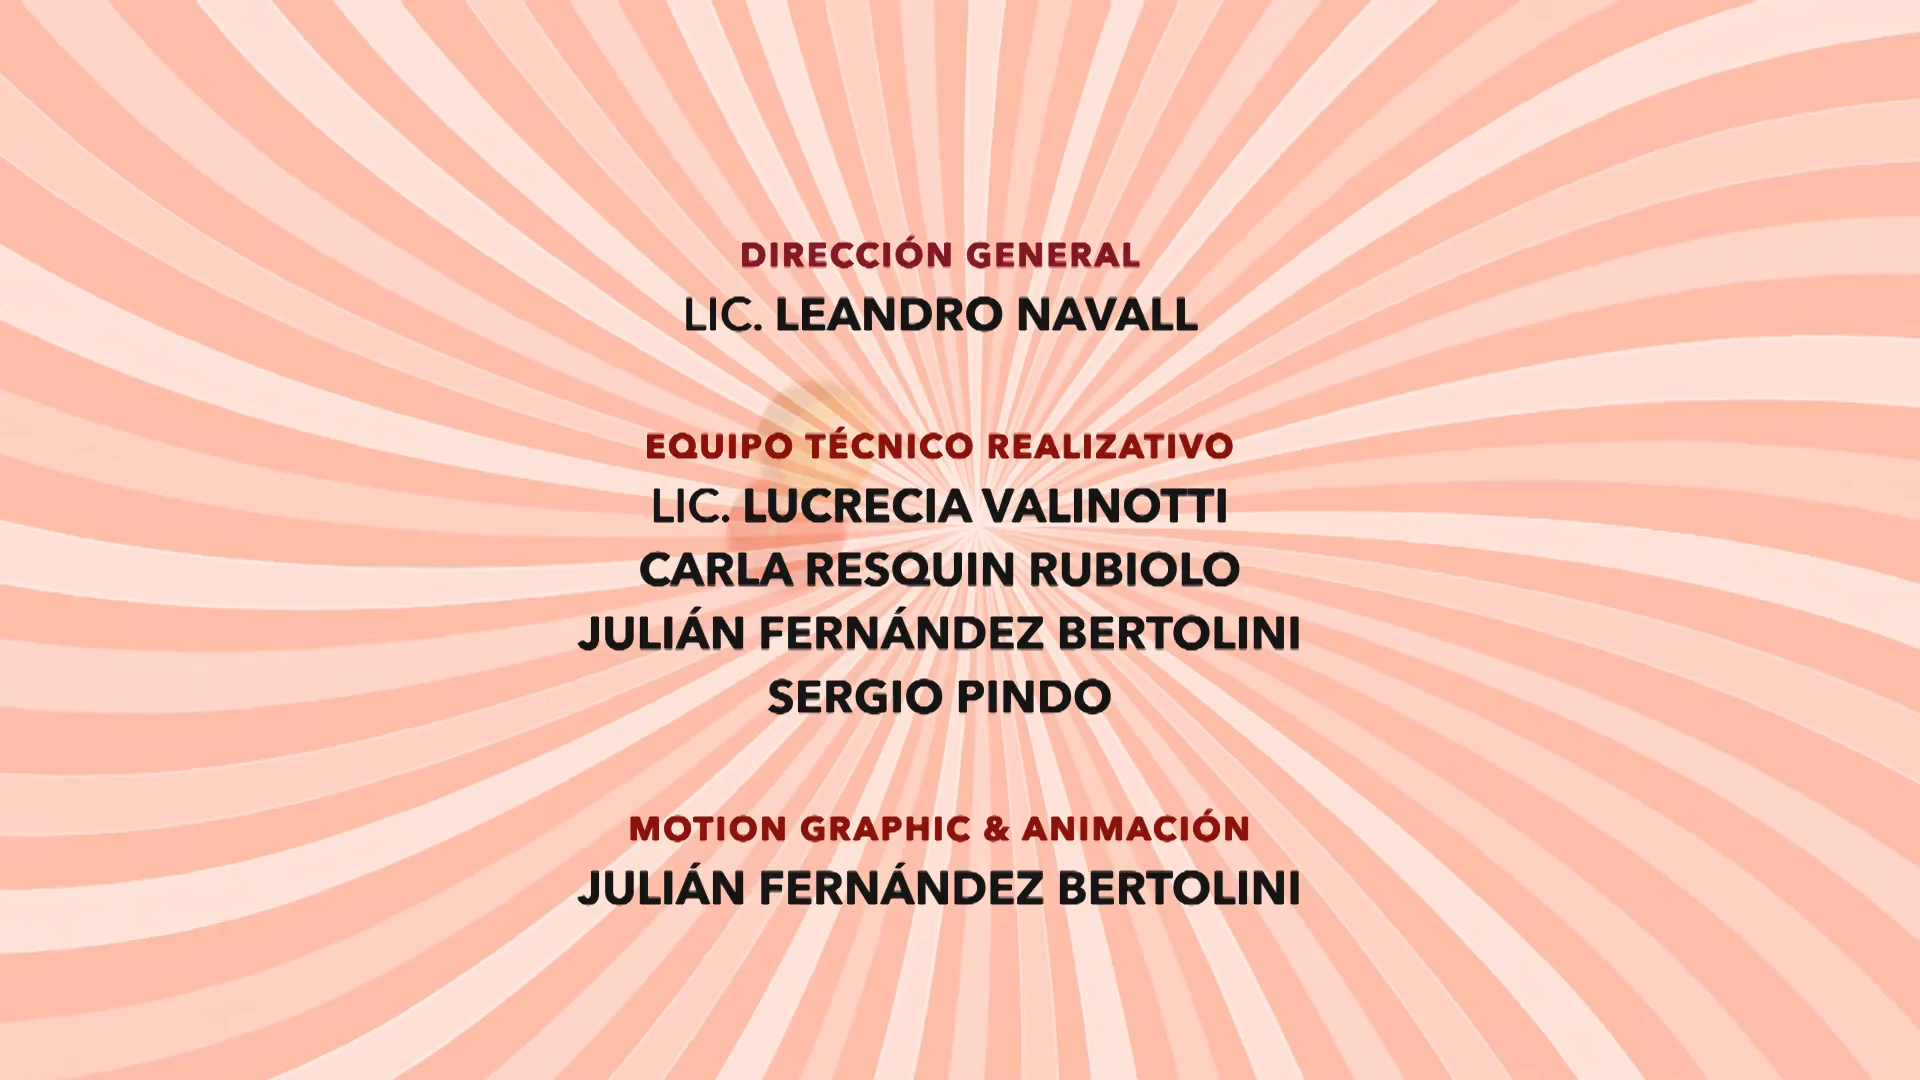 DIRECCIÓN GENERAL
LIC. LEANDRO NAVALL
EQUIPO TÉCNICO REALIZATIVO
LIC. LUCRECIA VALINOTTI
CARLA RESQUIN RUBIOLO
JULIÁN FERNÁNDEZ BERTOLINI
SERGIO PINDO
MOTION GRAPHIC & ANIMACIÓN
JULIÁN FERNÁNDEZ BERTOLINI